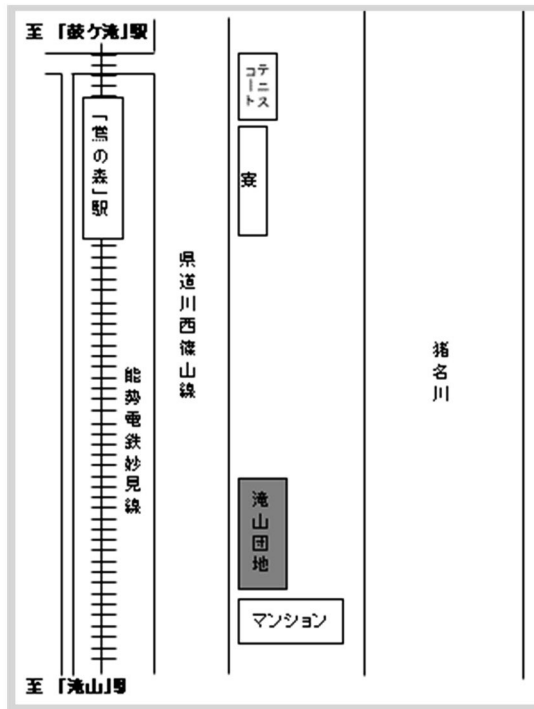 至 「鼓ケ滝」駅
テニス
コート
「鶯の森」駅
寮
県道川西篠山線
猪名川
能勢電鉄妙見線
滝山団地
マンション
至 「滝山」駅